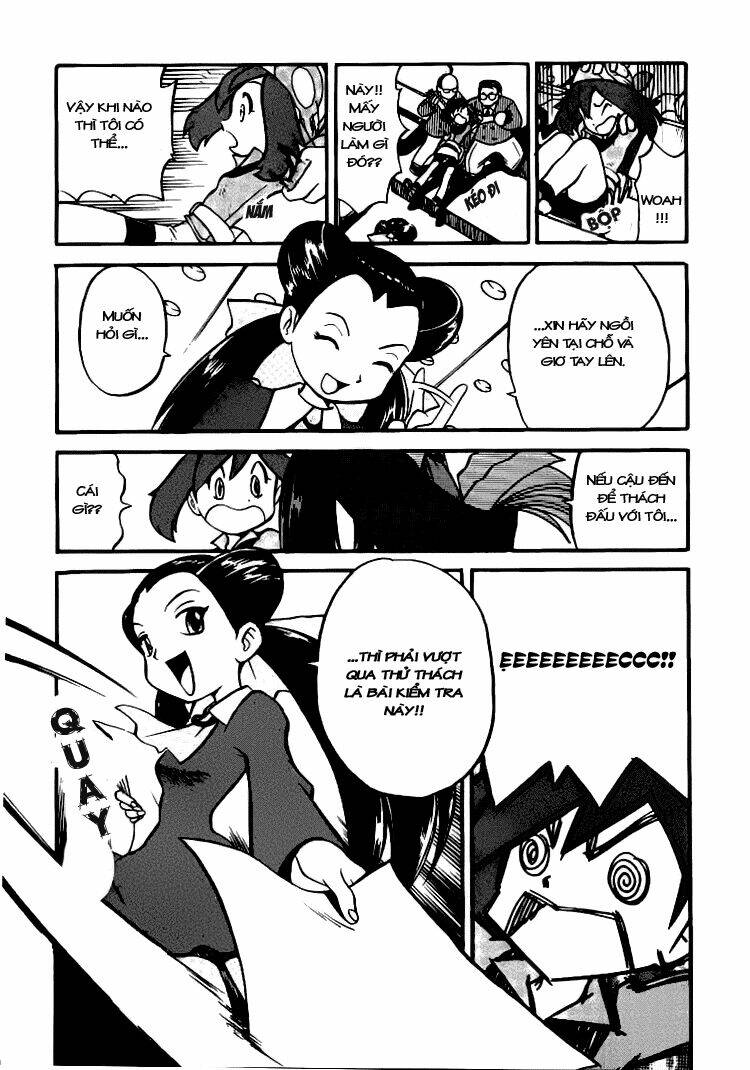 VẬY KHI NÀO
THÌ TÔI CÓ
THỂ...
NẮM
NÀY!!
MẤY
NGƯỜI
LÀM GÌ
ĐÓ??
KÉO ĐI
WOAH
!!!
BỘP
MUỐN
HỎI GÌ...
...XIN HÃY NGỒI
YÊN TẠI CHỖ VÀ
GIƠ TAY LÊN.
CÁI
GÌ??
NẾU CẬU ĐẾN
ĐỂ THÁCH
ĐẤU VỚI TÔI...
...THÌ PHẢI VƯỢT
QUA THỬ THÁCH
LÀ BÀI KIỂM TRA
NÀY!!
QUAY
ẸEEEEEEEECCC!!